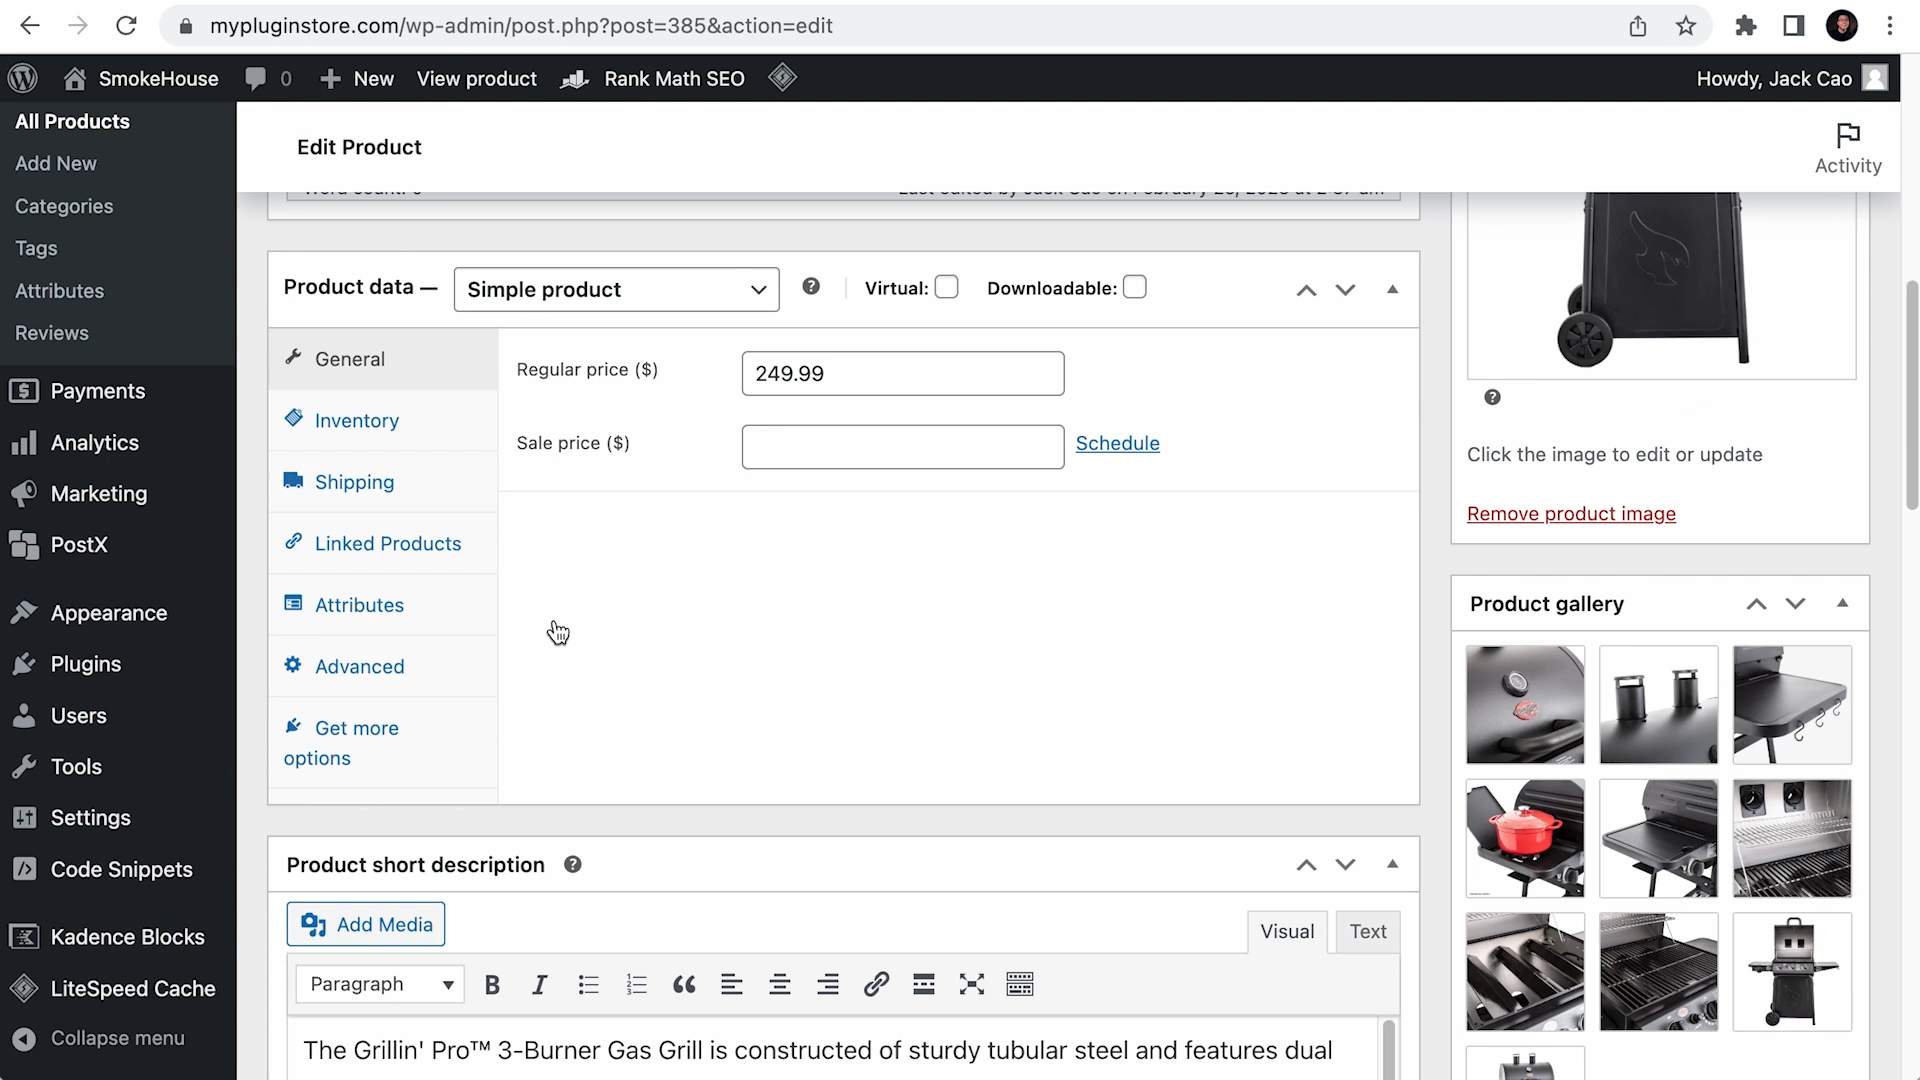 mypluginstore.com/wp-admin/post.php?post=385&action=edit
SmokeHouse 0 New View product Rank Math SEO Howdy, Jack Cao
All Products
Add New
Categories
Tags
Attributes
Reviews
Payments
Analytics
Marketing
PostX
Appearance
Plugins
Users
Tools
Settings
Code Snippets
Kadence Blocks
LiteSpeed Cache
Collapse menu
Edit Product
Activity
Product data — Simple product Virtual: Downloadable:
General
Inventory
Shipping
Linked Products
Attributes
Advanced
Get more
options
Regular price ($) 249.99
Sale price ($) Schedule
Product short description
Add Media
Visual Text
Paragraph
The Grillin' Pro™ 3-Burner Gas Grill is constructed of sturdy tubular steel and features dual
Click the image to edit or update
Remove product image
Product gallery